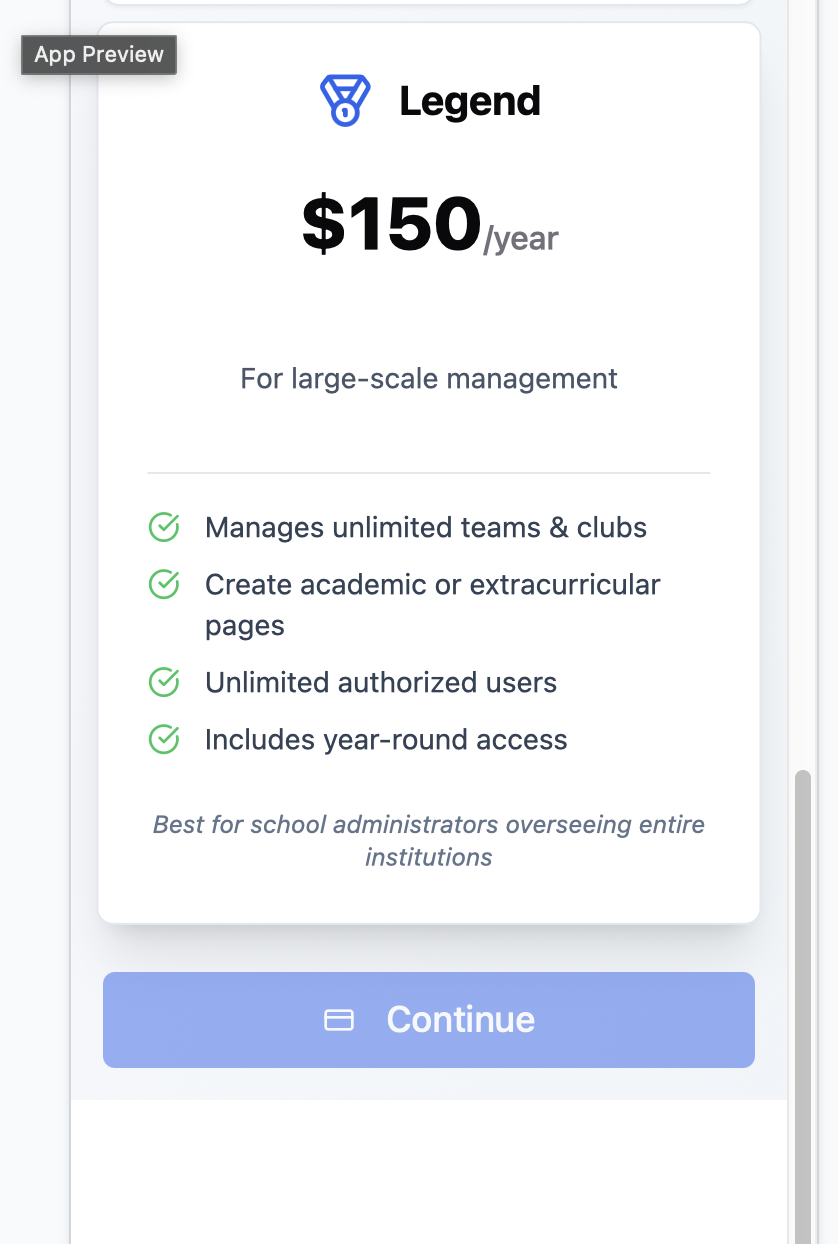 App Preview
Legend
$150/year
For large-scale management
Manages unlimited teams & clubs
Create academic or extracurricular
pages
Unlimited authorized users
Includes year-round access
Best for school administrators overseeing entire
institutions
Continue